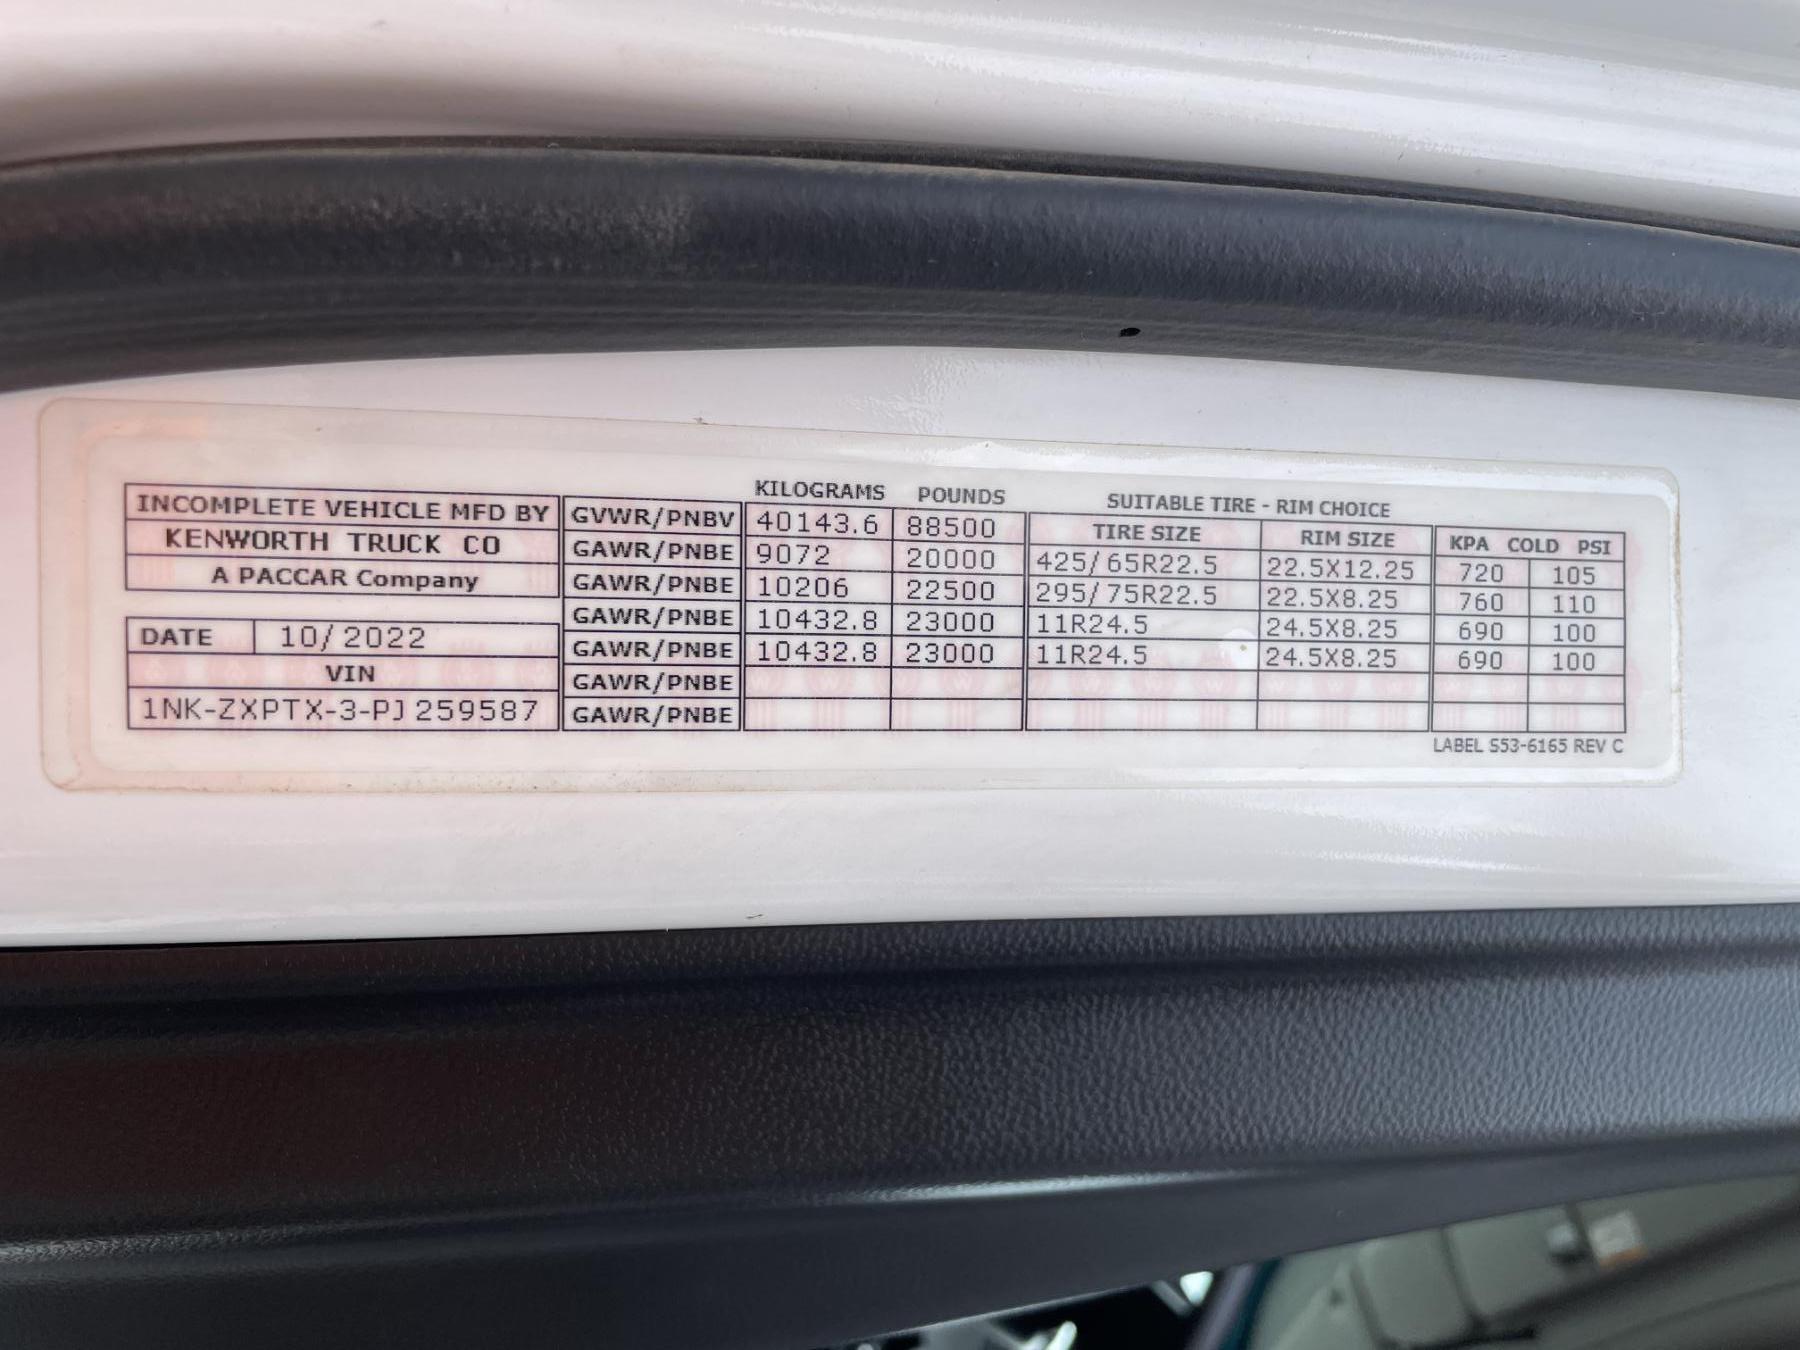 KILOGRAMS POUNDS SUITABLE TIRE - RIM CHOICE
INCOMPLETE VEHICLE MFD BY
KENWORTH TRUCK CO
A PACCAR Company
DATE 10/2022
VIN
1NK-ZXPTX-3-PJ259587
GVWR/PNBV 40143.6 88500 TIRE SIZE RIM SIZE KPA COLD PSI
GAWR/PNBE 9072 20000 425/65R22.5 22.5X12.25 720 105
GAWR/PNBE 10206 22500 295/75R22.5 22.5X8.25 760 110
GAWR/PNBE 10432.8 23000 11R24.5 24.5X8.25 690 100
GAWR/PNBE 10432.8 23000 11R24.5 24.5X8.25 690 100
GAWR/PNBE
GAWR/PNBE
LABEL S53-6165 REV C